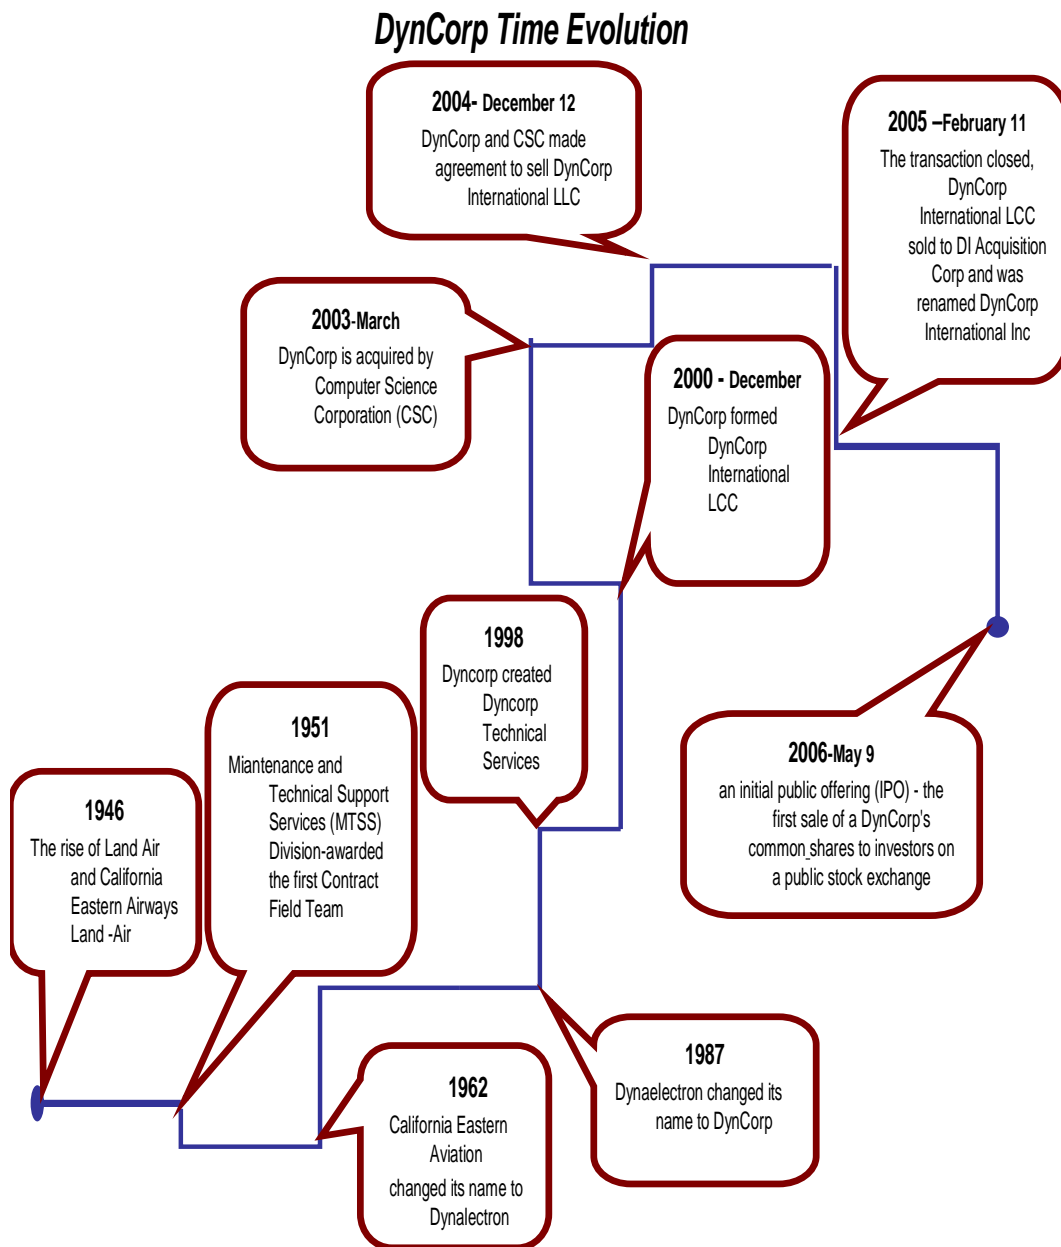 DynCorp Time Evolution
2004- December 12
DynCorp and CSC made
agreement to sell DynCorp
International LLC
2005 –February 11
The transaction closed,
DynCorp
International LCC
sold to DI Acquisition
Corp and was
renamed DynCorp
International Inc
2003-March
DynCorp is acquired by
Computer Science
Corporation (CSC)
2000 - December
DynCorp formed
DynCorp
International
LCC
1998
Dyncorp created
Dyncorp
Technical
Services
1951
Miantenance and
Technical Support
Services (MTSS)
Division-awarded
the first Contract
Field Team
2006-May 9
an initial public offering (IPO) - the
first sale of a DynCorp's
common shares to investors on
a public stock exchange
1946
The rise of Land Air
and California
Eastern Airways
Land -Air
1987
Dynaelectron changed its
name to DynCorp
1962
California Eastern
Aviation
changed its name to
Dynalectron